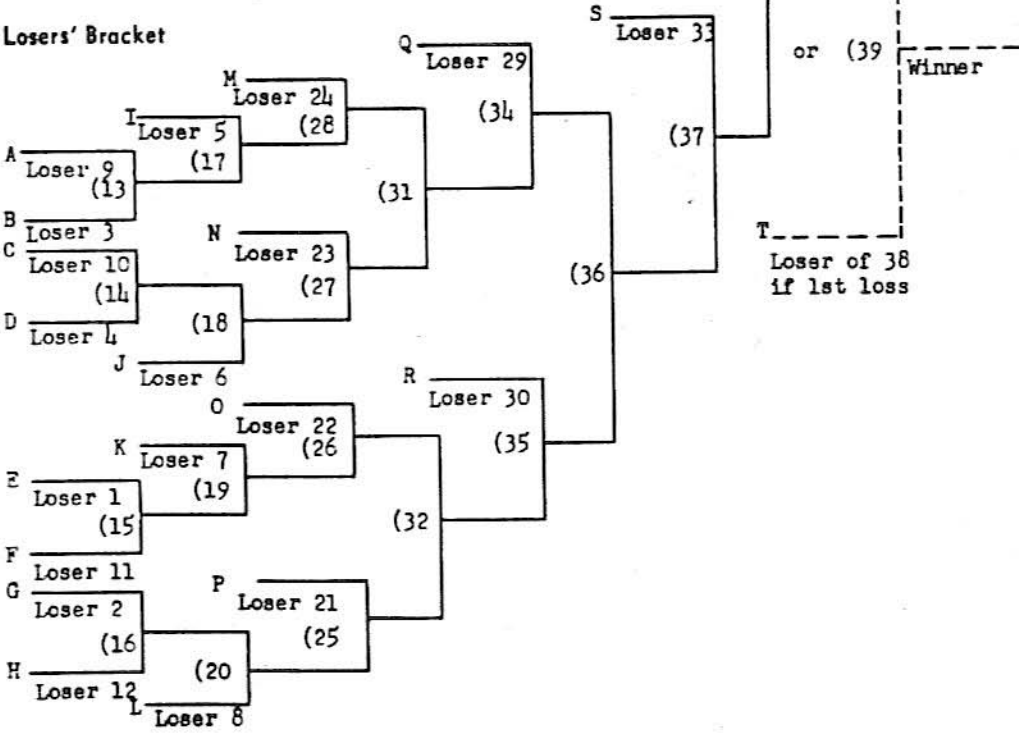 Losers' Bracket
S
Loser 33
or (39
Winner
Q
Loser 29
M
Loser 24
(28
(34
I
Loser 5
(17
(37
A
Loser 9
(13
(31
B
Loser 3
C
Loser 10
(14
N
Loser 23
(27
T
Loser of 38
if 1st loss
(36
D
Loser 4
(18
J
Loser 6
R
Loser 30
(35
O
Loser 22
(26
K
Loser 7
(19
E
Loser 1
(15
(32
F
Loser 11
G
Loser 2
(16
P
Loser 21
(25
(20
H
Loser 12
L
Loser 8